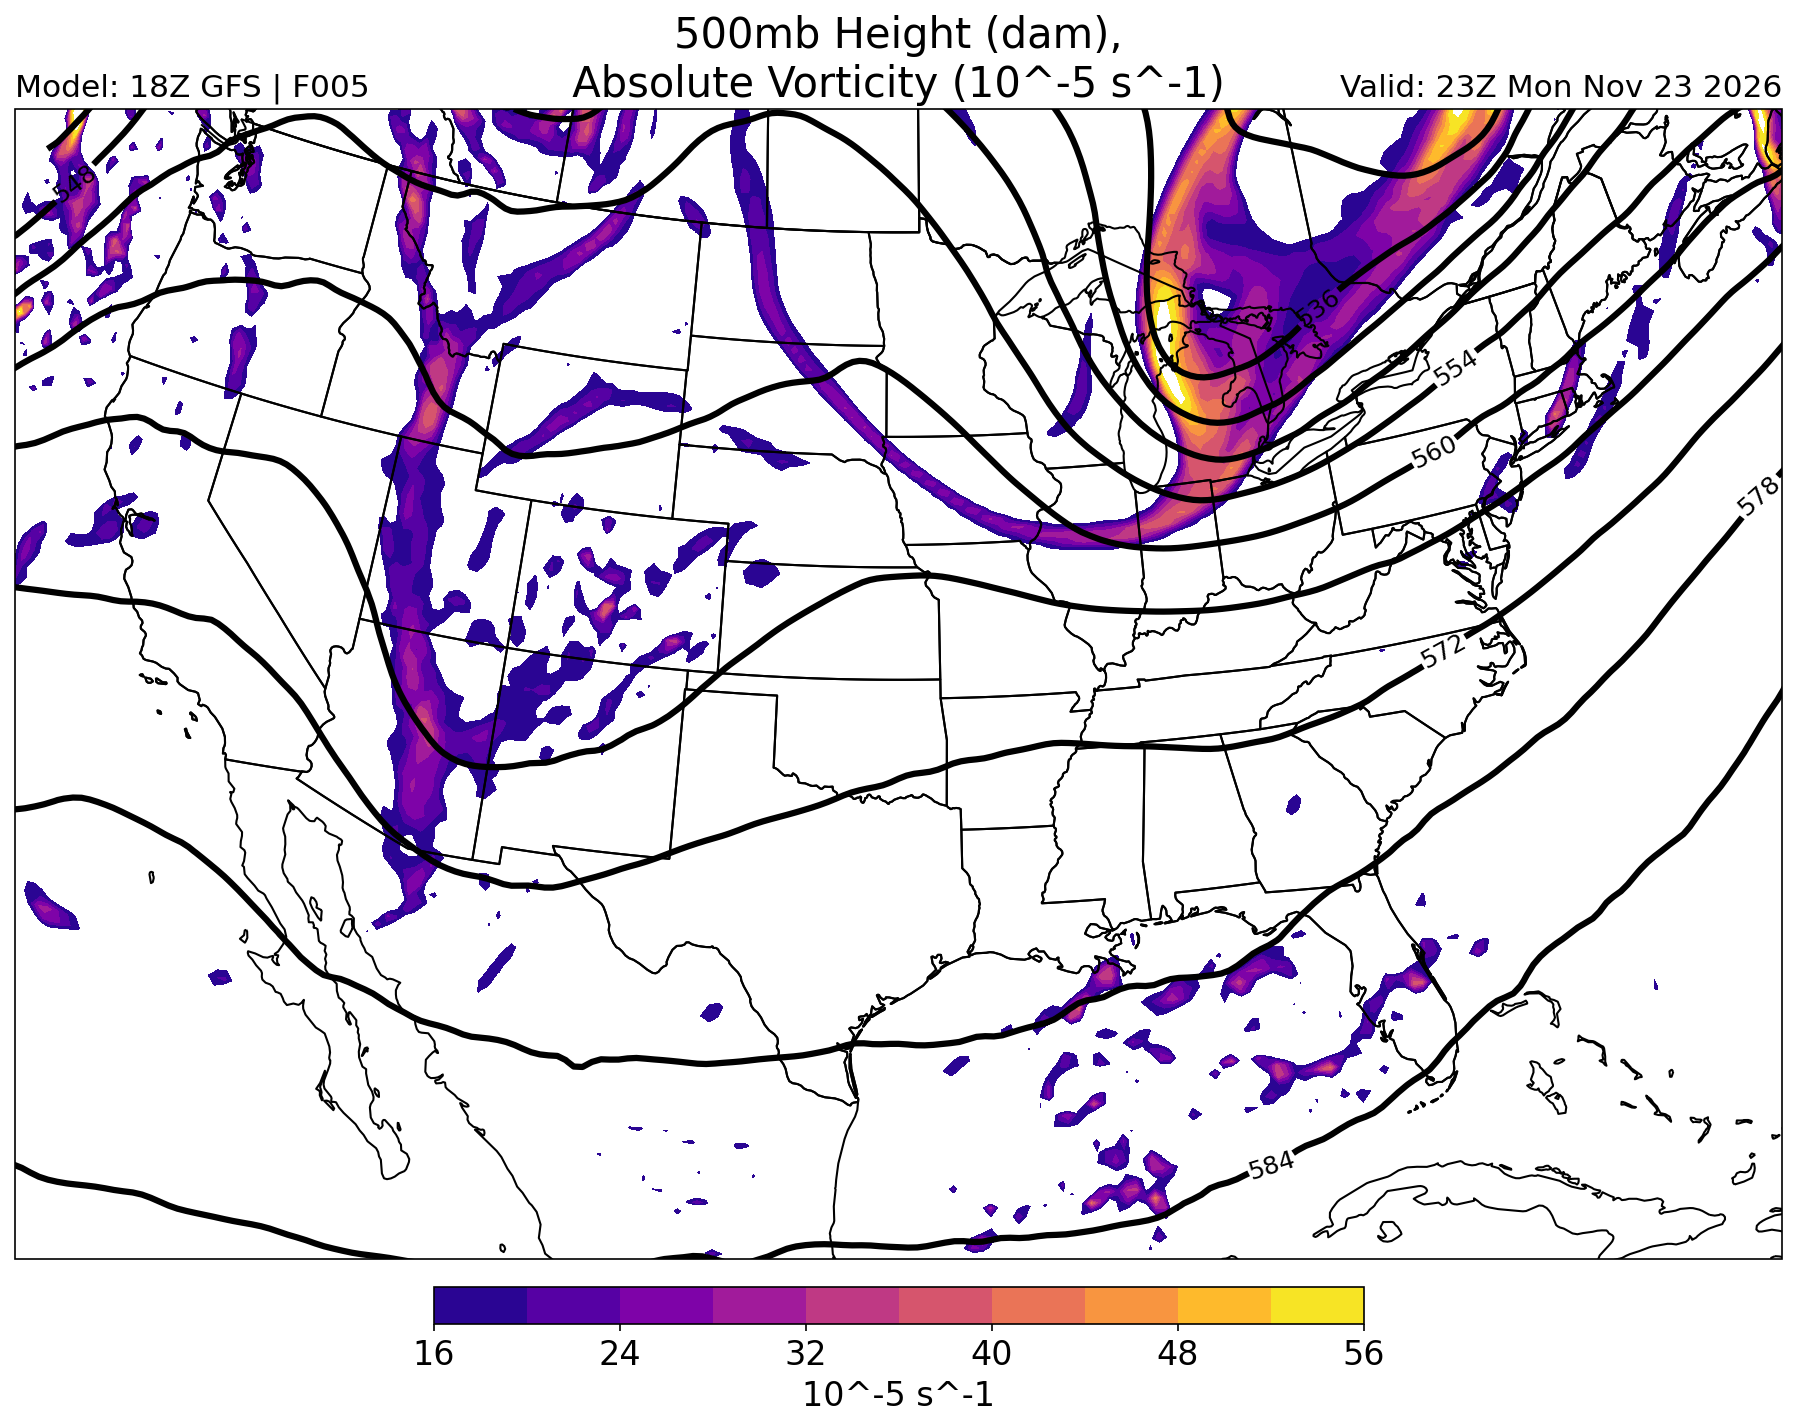 500mb Height (dam),
Absolute Vorticity (10^-5 s^-1)
Model: 18Z GFS | F005
Valid: 23Z Mon Nov 23 2026
548
536
554
560
578
572
584
16 24 32 40 48 56
10^-5 s^-1